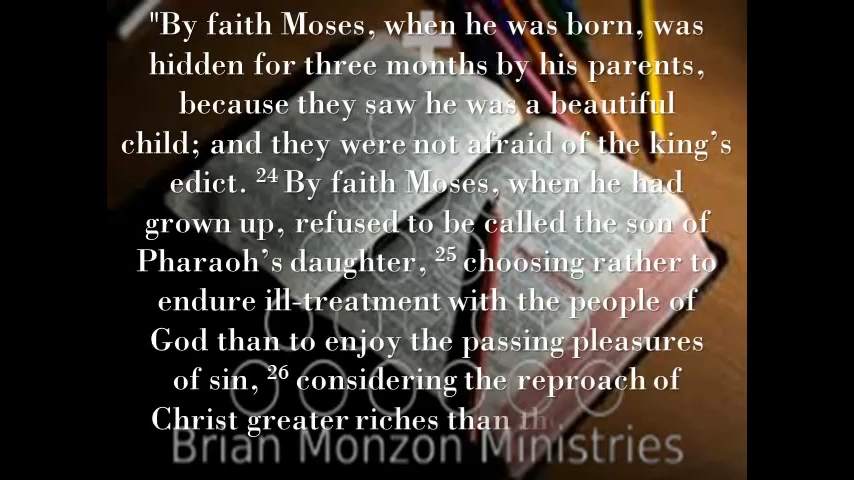 "By faith Moses, when he was born, was
hidden for three months by his parents,
because they saw he was a beautiful
child; and they were not afraid of the king's
edict. 24 By faith Moses, when he had
grown up, refused to be called the son of
Pharaoh's daughter, 25 choosing rather to
endure ill-treatment with the people of
God than to enjoy the passing pleasures
of sin, 26 considering the reproach of
Christ greater riches than th
Brian Monzon Ministries